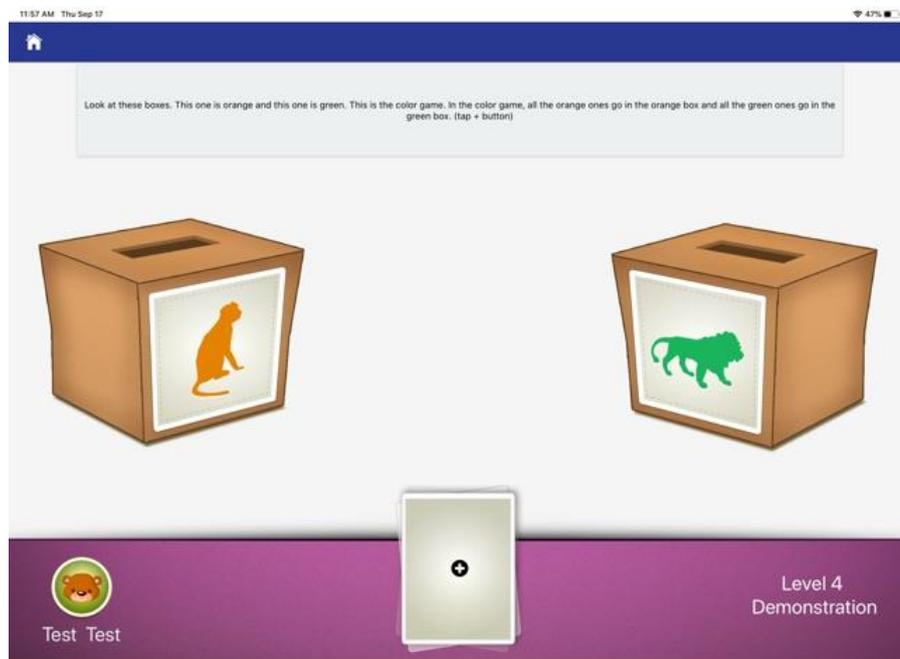 11:57 AM Thu Sep 17
47%
Look at these boxes. This one is orange and this one is green. This is the color game. In the color game, all the orange ones go in the orange box and all the green ones go in the
green box. (tap + button)
Test Test
Level 4
Demonstration